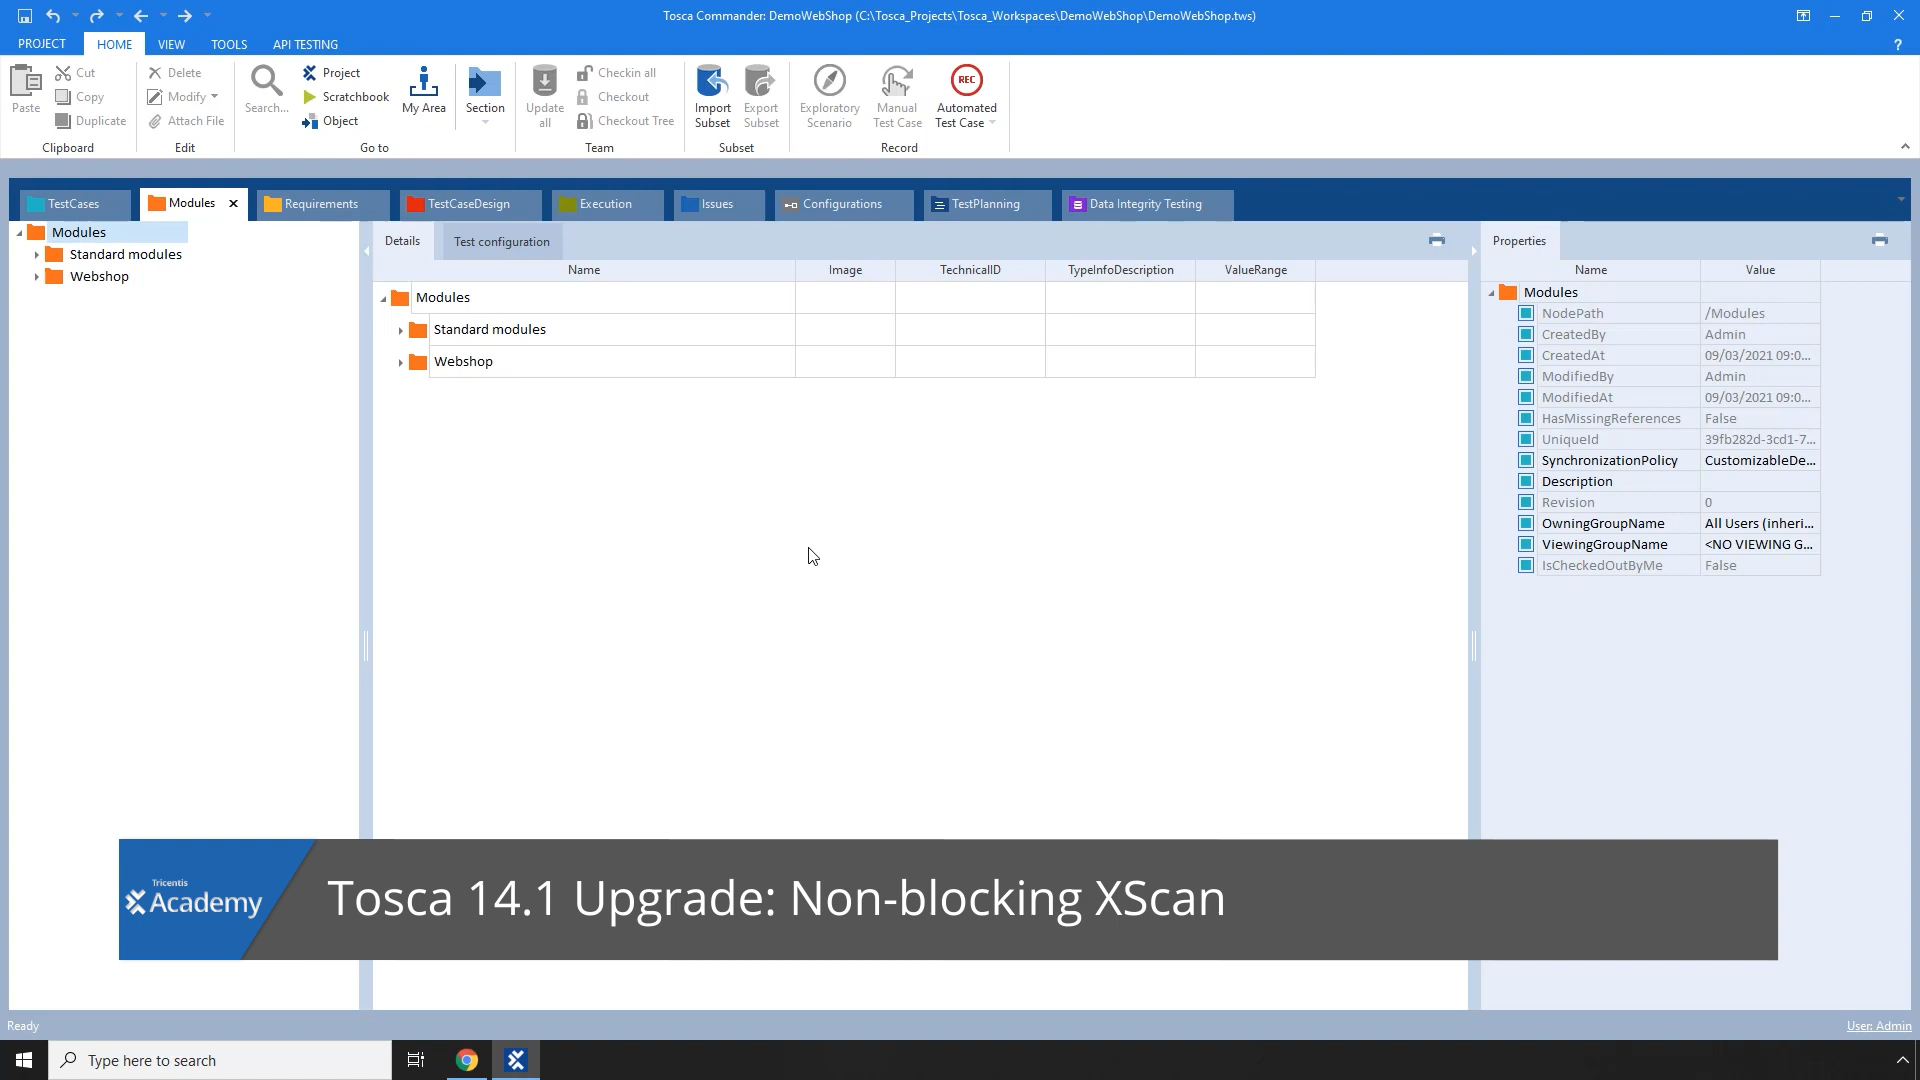 Tosca Commander: DemoWebShop (C:\Tosca_Projects\Tosca_Workspaces\DemoWebShop\DemoWebShop.tws)
PROJECT HOME VIEW TOOLS API TESTING ?
Paste Cut Copy Duplicate
Clipboard
Delete Modify Attach File
Edit
Search... Project Scratchbook Object My Area Section
Go to
Update all Checkin all Checkout Checkout Tree
Team
Import Subset Export Subset
Subset
Exploratory Scenario Manual Test Case REC Automated Test Case
Record
TestCases Modules Requirements TestCaseDesign Execution Issues Configurations TestPlanning Data Integrity Testing
Modules
Standard modules
Webshop
Details Test configuration
Name Image TechnicalID TypeInfoDescription ValueRange
Modules
Standard modules
Webshop
Properties
Name Value
Modules
NodePath /Modules
CreatedBy Admin
CreatedAt 09/03/2021 09:0...
ModifiedBy Admin
ModifiedAt 09/03/2021 09:0...
HasMissingReferences False
UniqueId 39fb282d-3cd1-7...
SynchronizationPolicy CustomizableDe...
Description
Revision 0
OwningGroupName All Users (inheri...
ViewingGroupName <NO VIEWING G...
IsCheckedOutByMe False
Tricentis
Academy
Tosca 14.1 Upgrade: Non-blocking XScan
Ready User: Admin
Type here to search